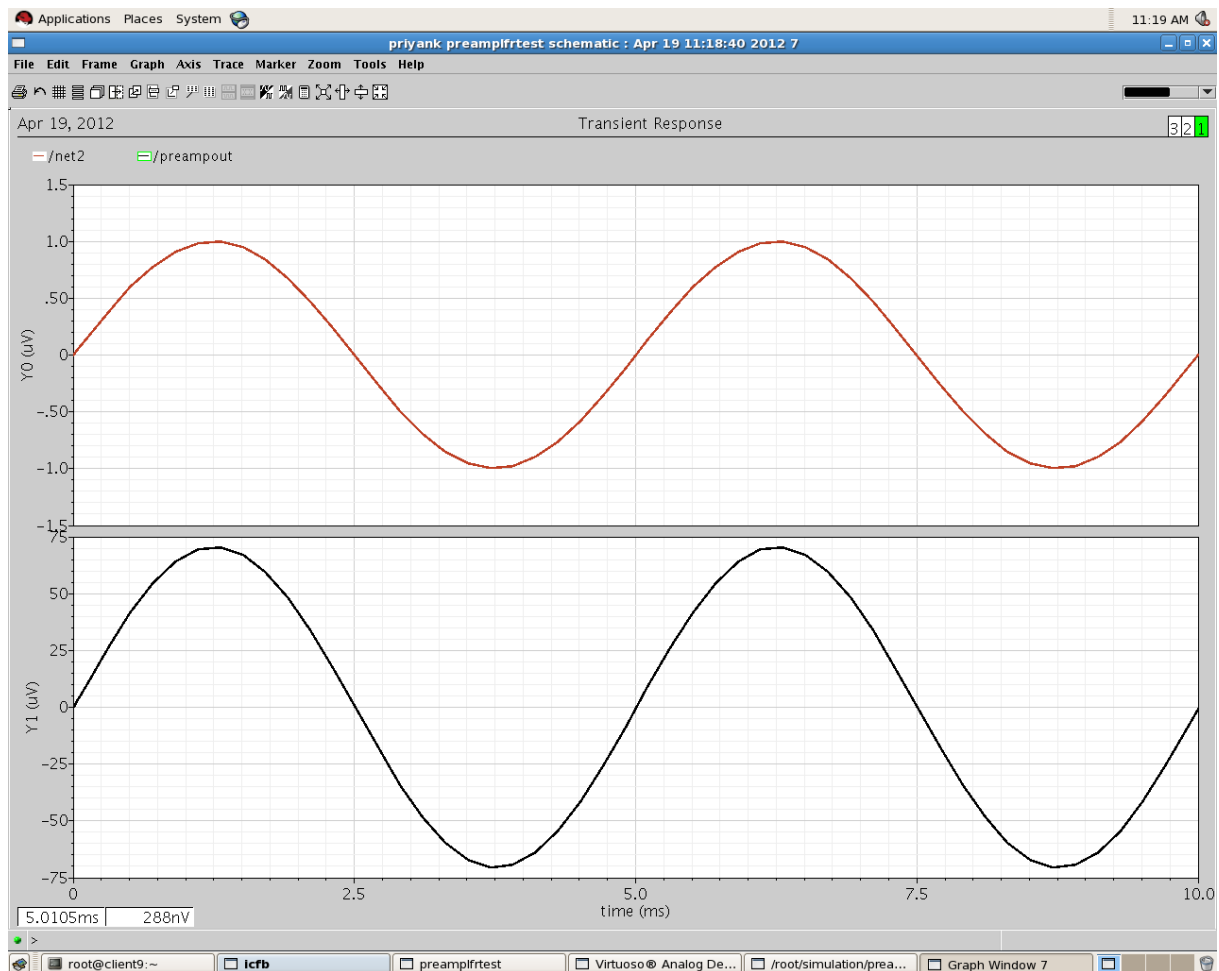 Applications Places System 11:19 AM
priyank preamplfrtest schematic : Apr 19 11:18:40 2012 7
File Edit Frame Graph Axis Trace Marker Zoom Tools Help
Apr 19, 2012 Transient Response 3 2 1
/net2 /preampout
1.5
1.0
.50
0
-.50
-1.0
-1.5
Y0 (uV)
75
50
25
0
-25
-50
-75
Y1 (uV)
0 2.5 5.0 7.5 10.0
time (ms)
5.0105ms 288nV
>
root@client9:~ icfb preamplfrtest Virtuoso® Analog De... /root/simulation/prea... Graph Window 7